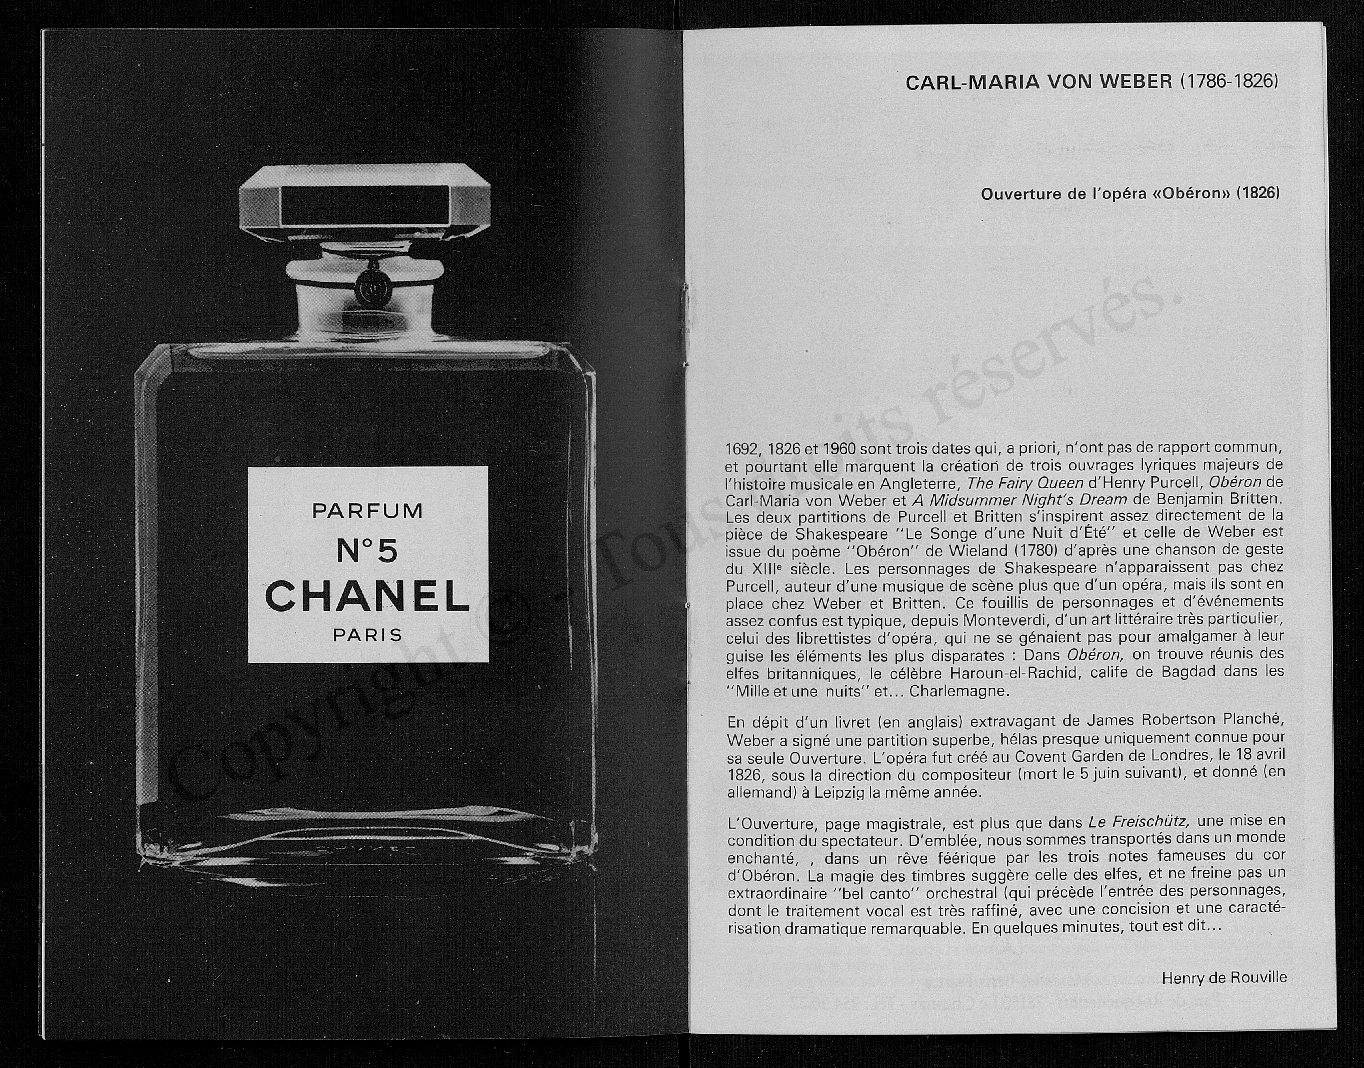 PARFUM
N°5
CHANEL
PARIS
CARL-MARIA VON WEBER (1786-1826)
Ouverture de l'opéra «Obéron» (1826)
1692, 1826 et 1960 sont trois dates qui, a priori, n'ont pas de rapport commun,
et pourtant elle marquent la création de trois ouvrages lyriques majeurs de
l'histoire musicale en Angleterre, The Fairy Queen d'Henry Purcell, Obéron de
Carl-Maria von Weber et A Midsummer Night's Dream de Benjamin Britten.
Les deux partitions de Purcell et Britten s'inspirent assez directement de la
pièce de Shakespeare "Le Songe d'une Nuit d'Été" et celle de Weber est
issue du poème "Obéron" de Wieland (1780) d'après une chanson de geste
du XIIIe siècle. Les personnages de Shakespeare n'apparaissent pas chez
Purcell, auteur d'une musique de scène plus que d'un opéra, mais ils sont en
place chez Weber et Britten. Ce fouillis de personnages et d'événements
assez confus est typique, depuis Monteverdi, d'un art littéraire très particulier,
celui des librettistes d'opéra, qui ne se génaient pas pour amalgamer à leur
guise les éléments les plus disparates : Dans Obéron, on trouve réunis des
elfes britanniques, le célèbre Haroun-el-Rachid, calife de Bagdad dans les
"Mille et une nuits" et... Charlemagne.
En dépit d'un livret (en anglais) extravagant de James Robertson Planché,
Weber a signé une partition superbe, hélas presque uniquement connue pour
sa seule Ouverture. L'opéra fut créé au Covent Garden de Londres, le 18 avril
1826, sous la direction du compositeur (mort le 5 juin suivant), et donné (en
allemand) à Leipzig la même année.
L'Ouverture, page magistrale, est plus que dans Le Freischütz, une mise en
condition du spectateur. D'emblée, nous sommes transportés dans un monde
enchanté, , dans un rêve féérique par les trois notes fameuses du cor
d'Obéron. La magie des timbres suggère celle des elfes, et ne freine pas un
extraordinaire "bel canto" orchestral (qui précède l'entrée des personnages,
dont le traitement vocal est très raffiné, avec une concision et une caracté-
risation dramatique remarquable. En quelques minutes, tout est dit...
Henry de Rouville
Copyright © - Tous droits réservés.